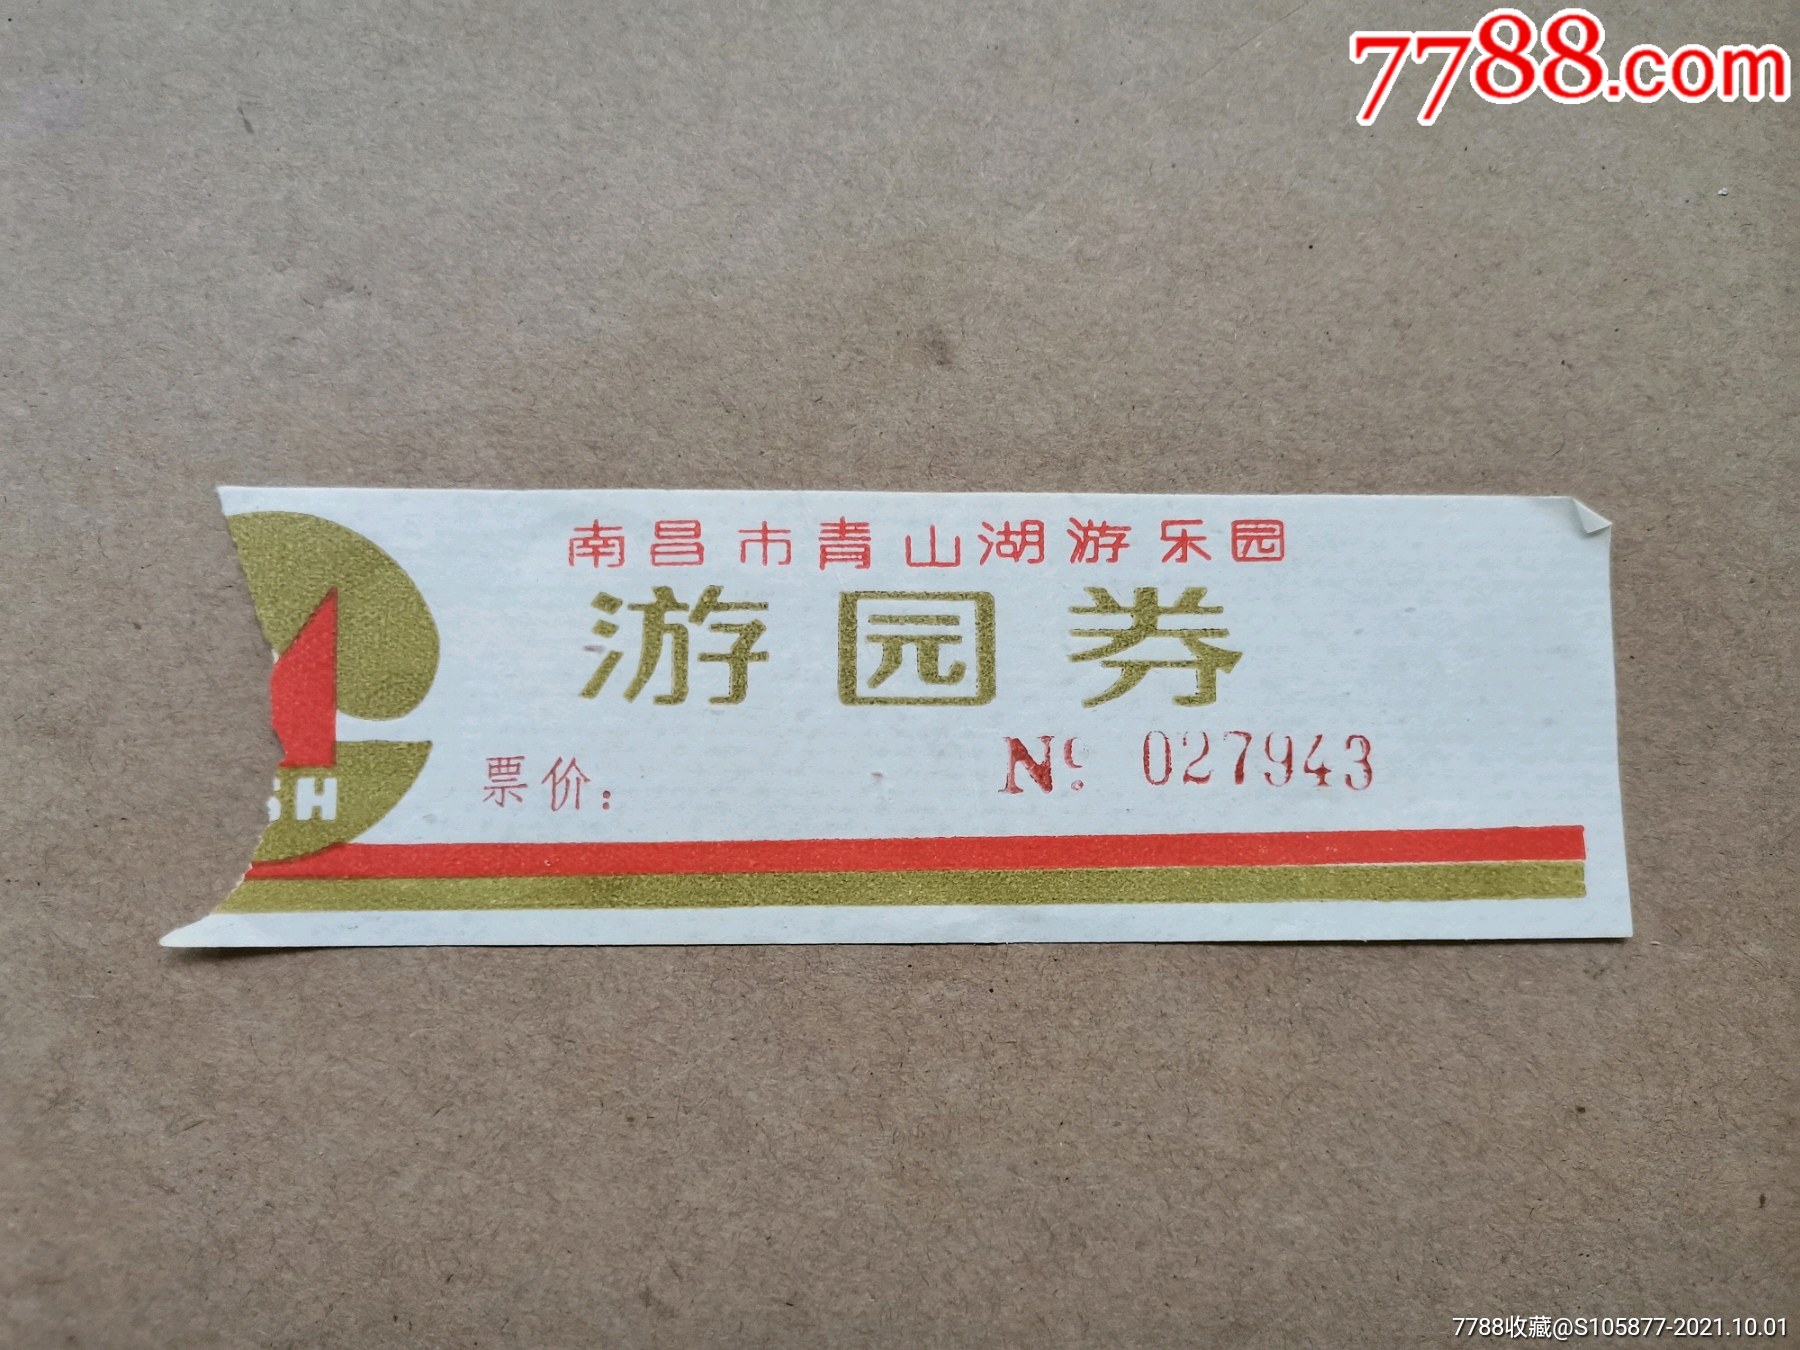 7788.com
南昌市青山湖游乐园
游园券
票价：
№ 027943
SH
7788收藏@S105877-2021.10.01